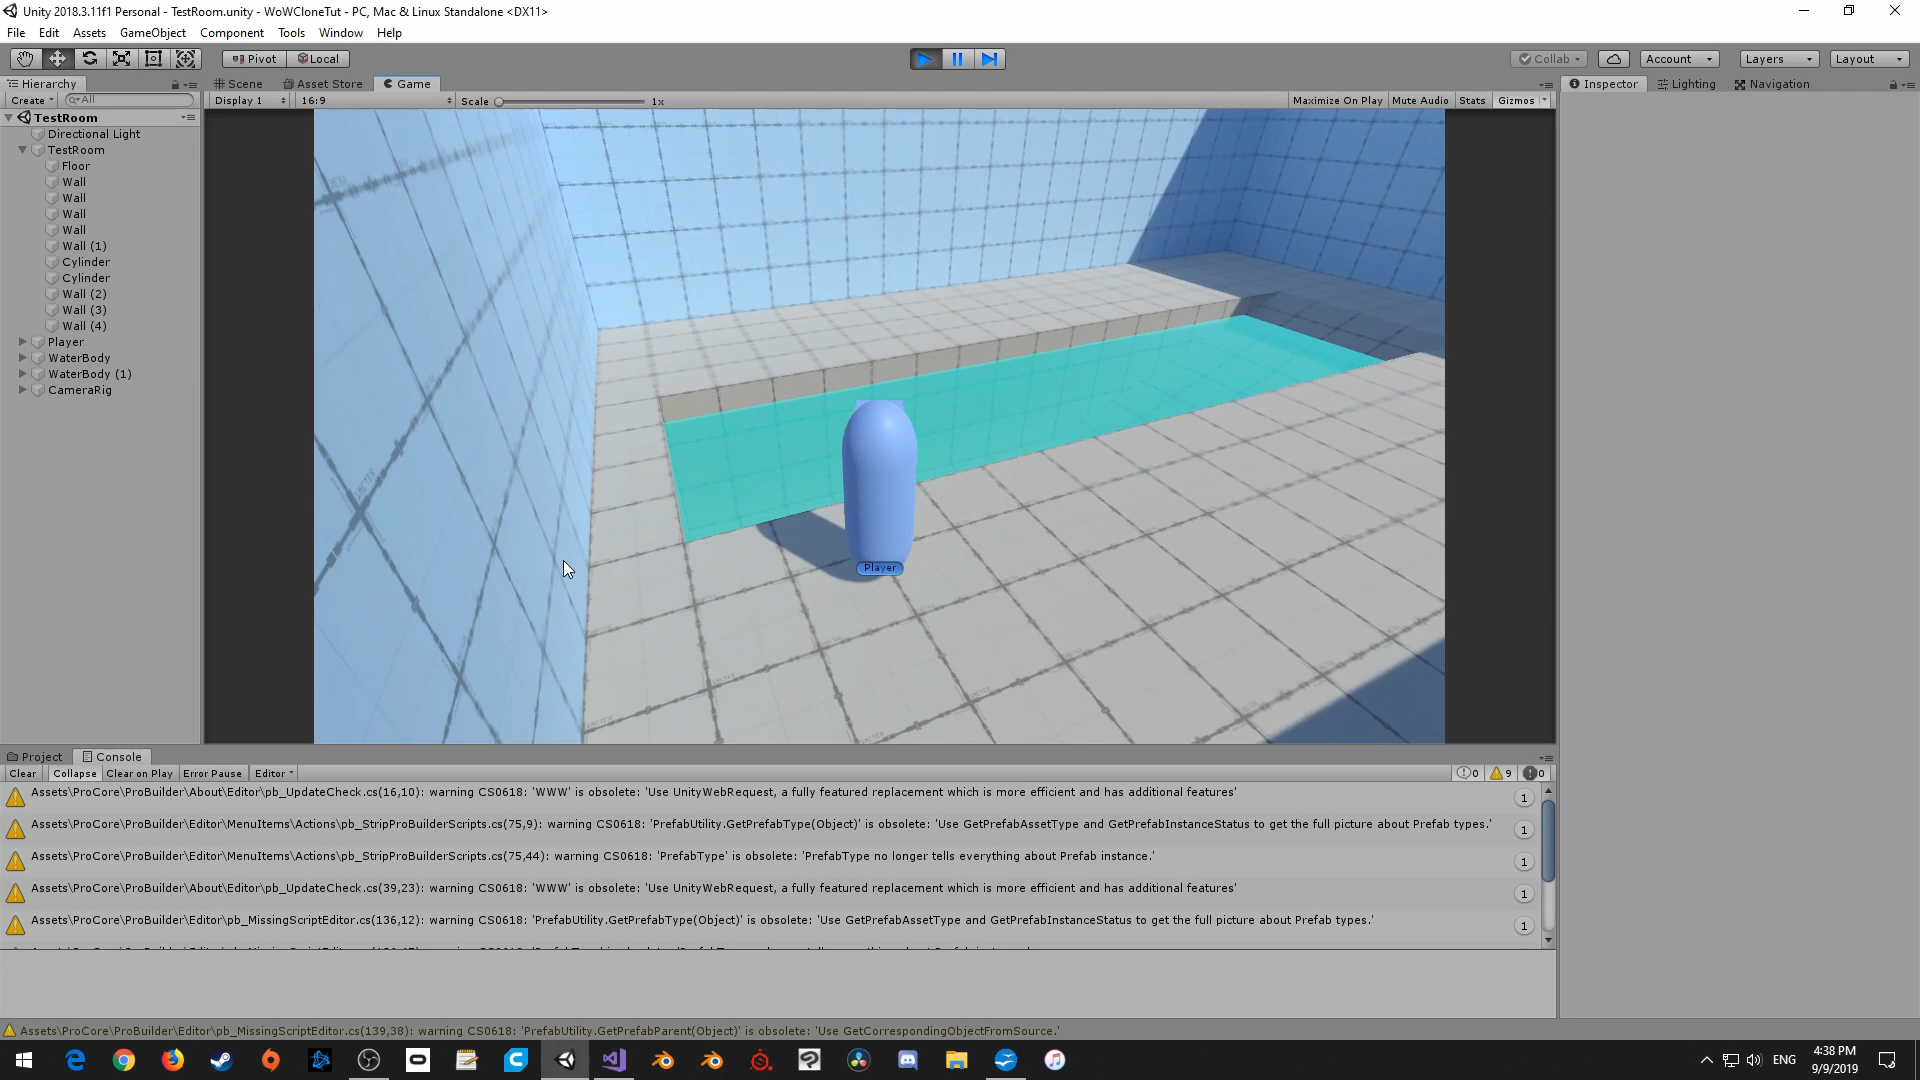 Unity 2018.3.11f1 Personal - TestRoom.unity - WoWCloneTut - PC, Mac & Linux Standalone <DX11>
File Edit Assets GameObject Component Tools Window Help
Pivot Local Collab Account Layers Layout
Hierarchy Scene Asset Store Game Inspector Lighting Navigation
Create All Display 1 16:9 Scale 1x Maximize On Play Mute Audio Stats Gizmos
TestRoom
Directional Light
TestRoom
Floor
Wall
Wall
Wall
Wall
Wall (1)
Cylinder
Cylinder
Wall (2)
Wall (3)
Wall (4)
Player
WaterBody
WaterBody (1)
CameraRig
Player
Project Console
Clear Collapse Clear on Play Error Pause Editor 0 9 0
Assets\ProCore\ProBuilder\About\Editor\pb_UpdateCheck.cs(16,10): warning CS0618: 'WWW' is obsolete: 'Use UnityWebRequest, a fully featured replacement which is more efficient and has additional features' 1
Assets\ProCore\ProBuilder\Editor\MenuItems\Actions\pb_StripProBuilderScripts.cs(75,9): warning CS0618: 'PrefabUtility.GetPrefabType(Object)' is obsolete: 'Use GetPrefabAssetType and GetPrefabInstanceStatus to get the full picture about Prefab types.' 1
Assets\ProCore\ProBuilder\Editor\MenuItems\Actions\pb_StripProBuilderScripts.cs(75,44): warning CS0618: 'PrefabType' is obsolete: 'PrefabType no longer tells everything about Prefab instance.' 1
Assets\ProCore\ProBuilder\About\Editor\pb_UpdateCheck.cs(39,23): warning CS0618: 'WWW' is obsolete: 'Use UnityWebRequest, a fully featured replacement which is more efficient and has additional features' 1
Assets\ProCore\ProBuilder\Editor\pb_MissingScriptEditor.cs(136,12): warning CS0618: 'PrefabUtility.GetPrefabType(Object)' is obsolete: 'Use GetPrefabAssetType and GetPrefabInstanceStatus to get the full picture about Prefab types.' 1
Assets\ProCore\ProBuilder\Editor\pb_MissingScriptEditor.cs(139,38): warning CS0618: 'PrefabUtility.GetPrefabParent(Object)' is obsolete: 'Use GetCorrespondingObjectFromSource.'
ENG 4:38 PM
9/9/2019